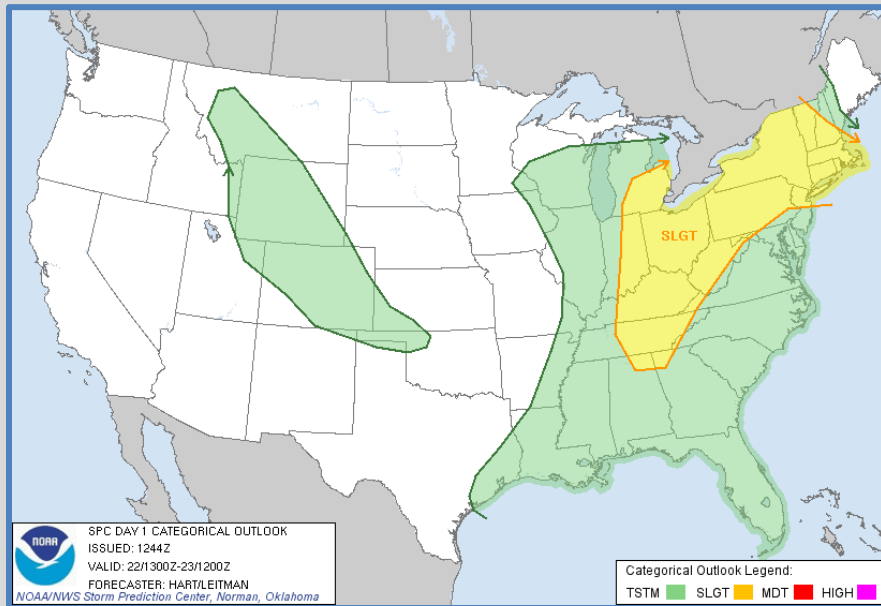 SLGT
NOAA
SPC DAY 1 CATEGORICAL OUTLOOK
ISSUED: 1244Z
VALID: 22/1300Z-23/1200Z
FORECASTER: HART/LEITMAN
NOAA/NWS Storm Prediction Center, Norman, Oklahoma
Categorical Outlook Legend:
TSTM SLGT MDT HIGH